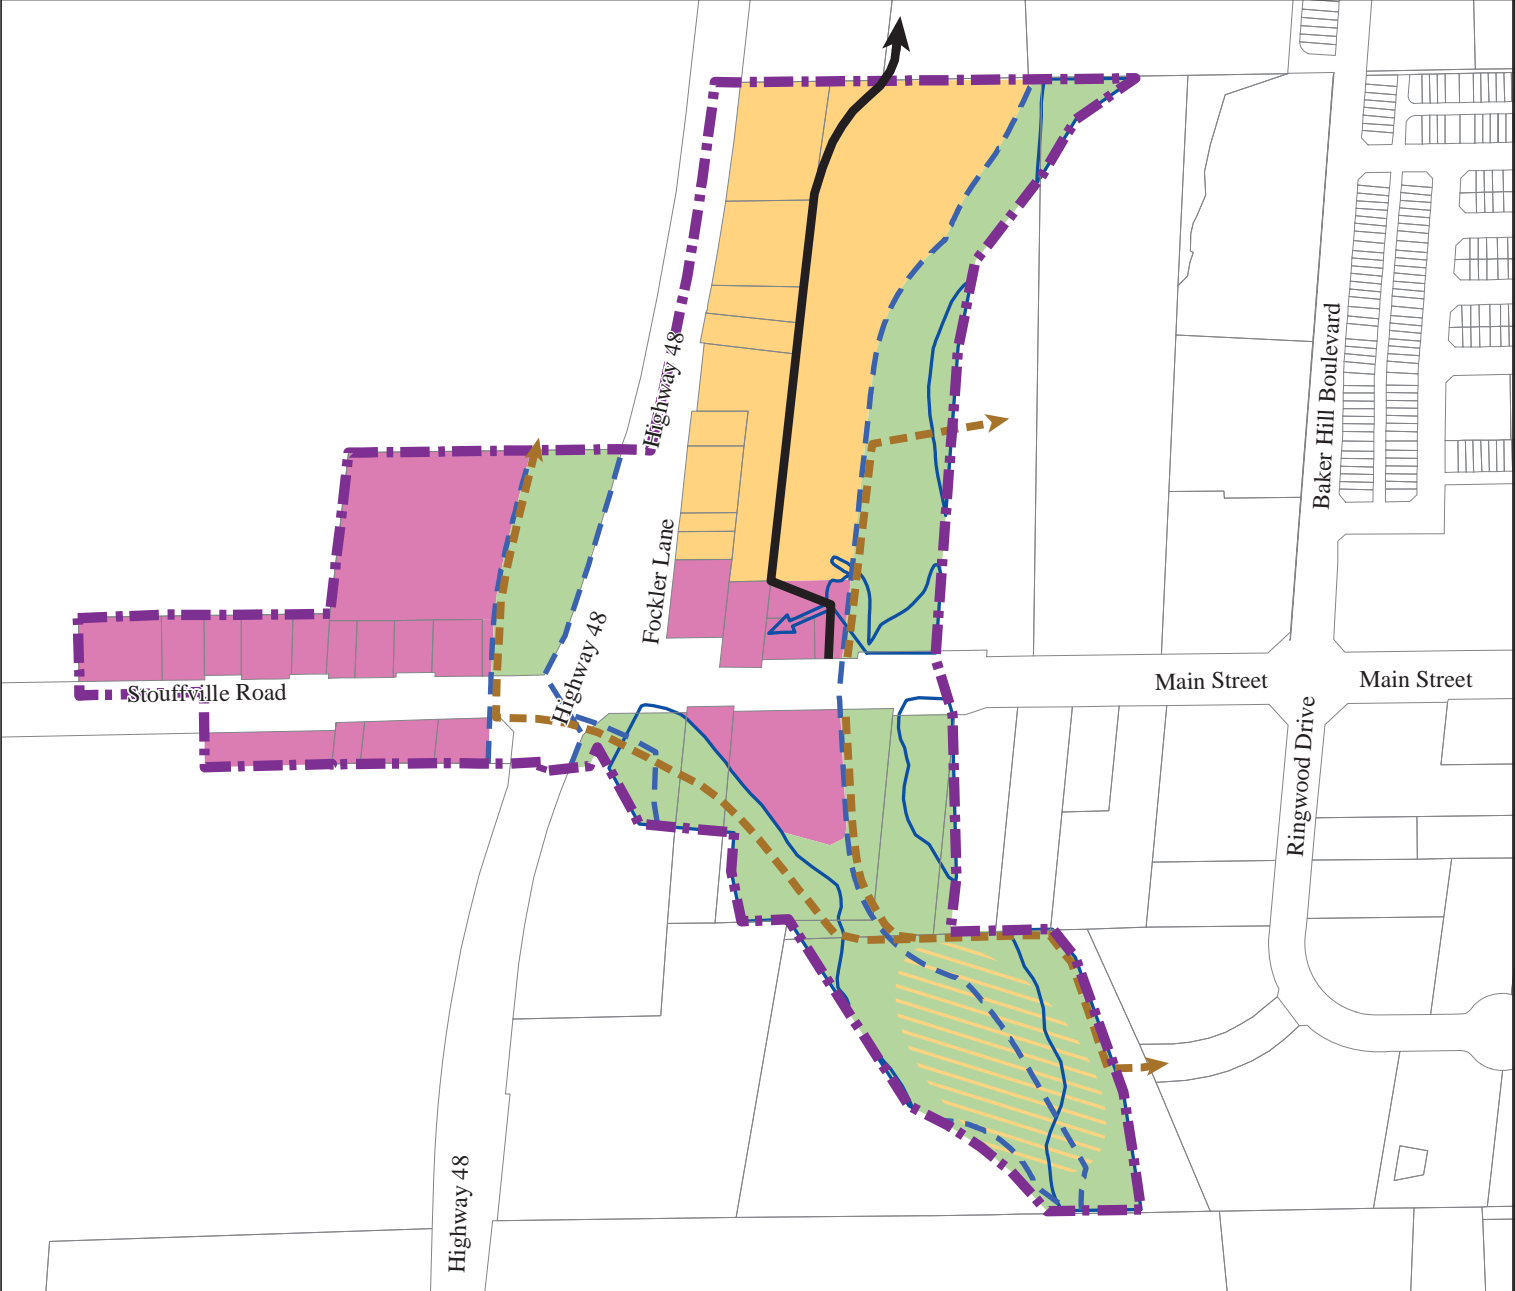 Highway 48
Baker Hill Boulevard
Fockler Lane
Highway 48
Stouffville Road
Main Street
Main Street
Ringwood Drive
Highway 48